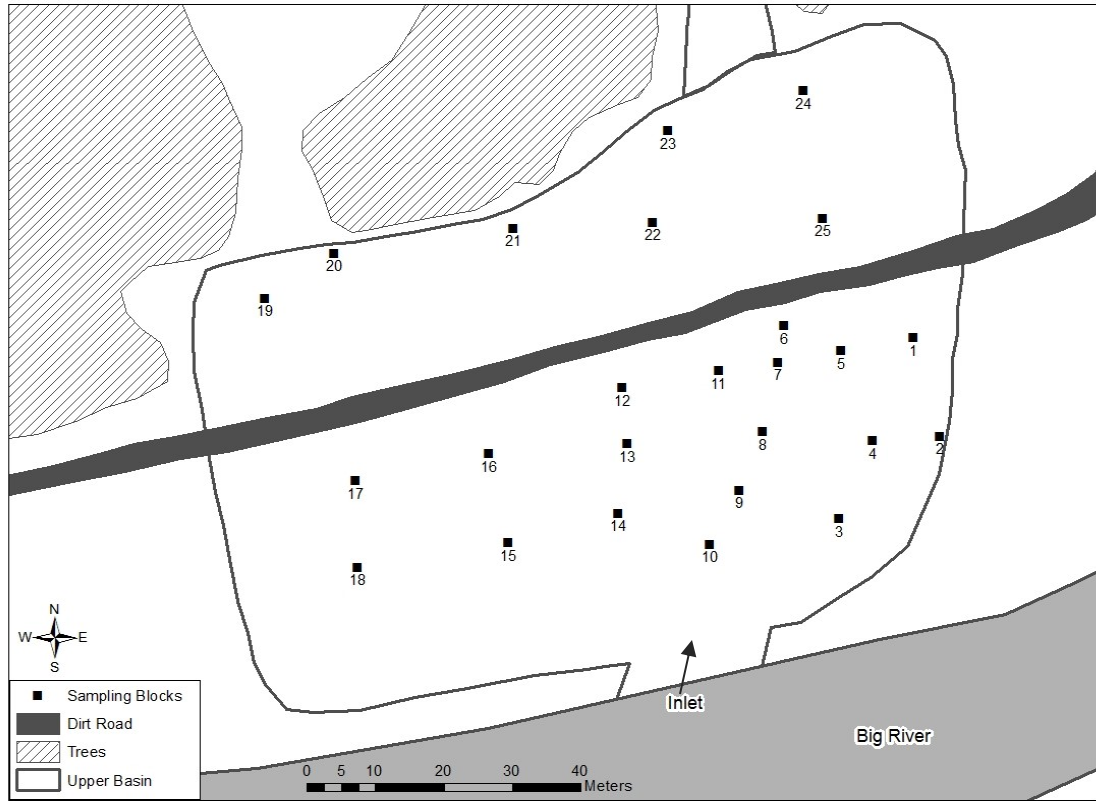 24
23
21
22
25
20
19
6
1
5
7
11
12
8
4
2
13
16
17
9
3
14
10
15
18
N
W E
S
Inlet
Big River
Sampling Blocks
Dirt Road
Trees
Upper Basin
0 5 10 20 30 40
Meters